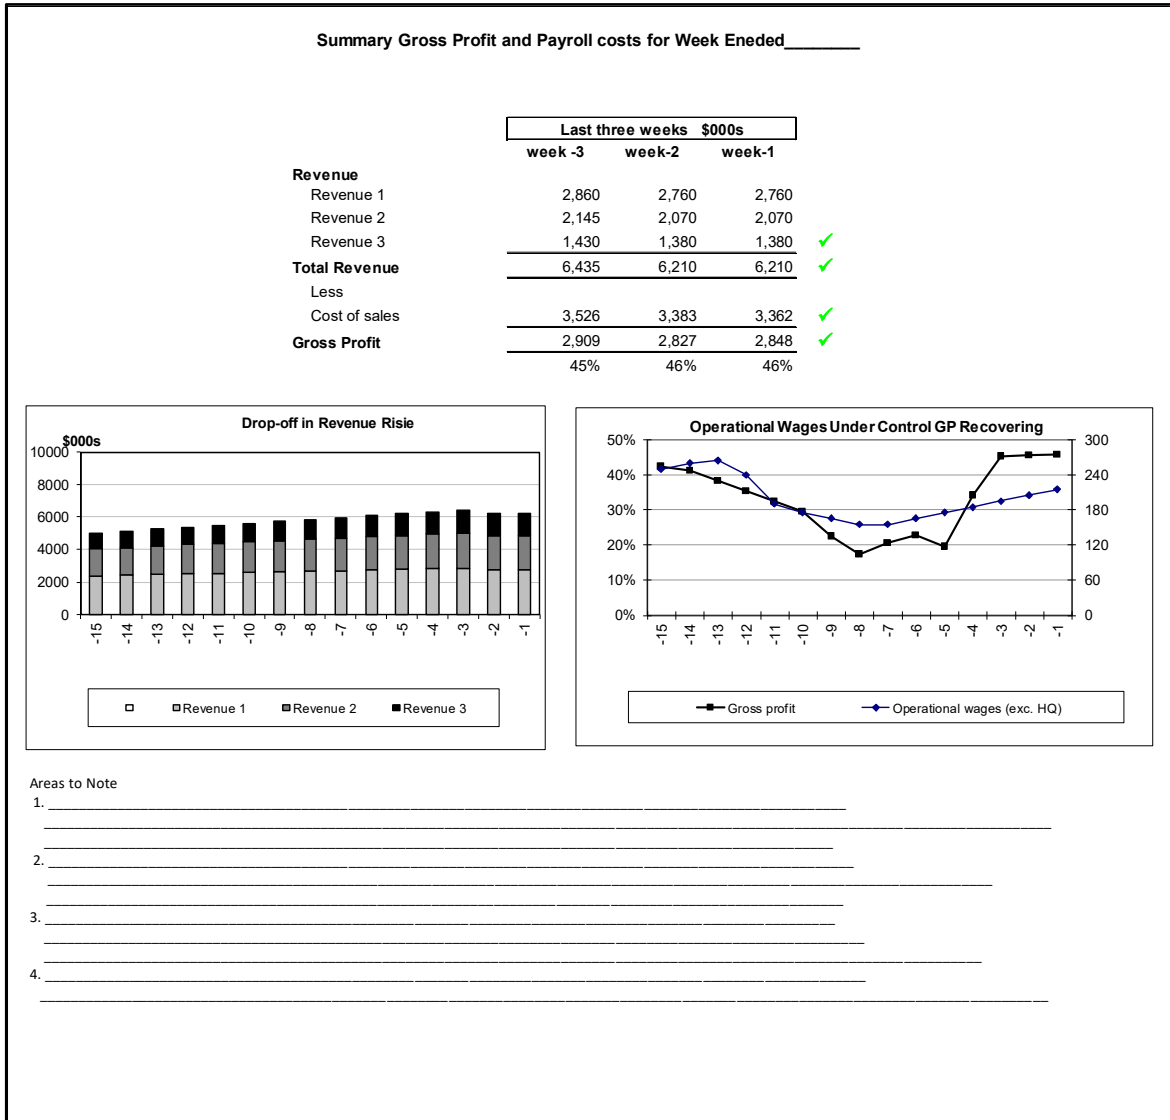 Summary Gross Profit and Payroll costs for Week Eneded________
Last three weeks $000s
week -3 week-2 week-1
Revenue
Revenue 1 2,860 2,760 2,760
Revenue 2 2,145 2,070 2,070
Revenue 3 1,430 1,380 1,380 ✓
Total Revenue 6,435 6,210 6,210 ✓
Less
Cost of sales 3,526 3,383 3,362 ✓
Gross Profit 2,909 2,827 2,848 ✓
45% 46% 46%
Drop-off in Revenue Risie
$000s
10000
8000
6000
4000
2000
0
-15 -14 -13 -12 -11 -10 -9 -8 -7 -6 -5 -4 -3 -2 -1
Revenue 1 Revenue 2 Revenue 3
Operational Wages Under Control GP Recovering
50% 300
40% 240
30% 180
20% 120
10% 60
0% 0
-15 -14 -13 -12 -11 -10 -9 -8 -7 -6 -5 -4 -3 -2 -1
Gross profit Operational wages (exc. HQ)
Areas to Note
1.
2.
3.
4.